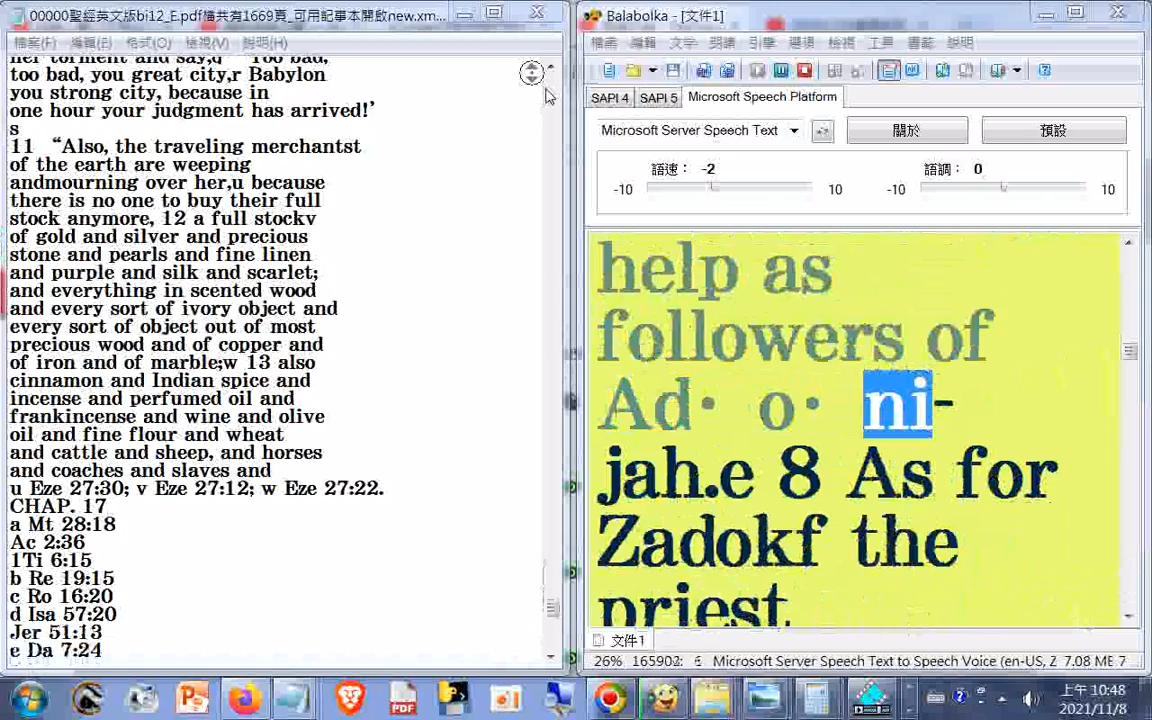 00000聖經英文版bi12_E.pdf檔共有1669頁_可用記事本開啟new.xm...
檔案(F) 編輯(E) 格式(O) 檢視(V) 說明(H)
her torment and say,q ‘Too bad,
too bad, you great city,r Babylon
you strong city, because in
one hour your judgment has arrived!’
s
11 “Also, the traveling merchantst
of the earth are weeping
andmourning over her,u because
there is no one to buy their full
stock anymore, 12 a full stockv
of gold and silver and precious
stone and pearls and fine linen
and purple and silk and scarlet;
and everything in scented wood
and every sort of ivory object and
every sort of object out of most
precious wood and of copper and
of iron and of marble;w 13 also
cinnamon and Indian spice and
incense and perfumed oil and
frankincense and wine and olive
oil and fine flour and wheat
and cattle and sheep, and horses
and coaches and slaves and
u Eze 27:30; v Eze 27:12; w Eze 27:22.
CHAP. 17
a Mt 28:18
Ac 2:36
1Ti 6:15
b Re 19:15
c Ro 16:20
d Isa 57:20
Jer 51:13
e Da 7:24
Balabolka - [文件1]
檔案 編輯 文字 朗讀 引擎 選項 檢視 工具 書籤 說明
SAPI 4 SAPI 5 Microsoft Speech Platform
Microsoft Server Speech Text 關於 預設
語速： -2 語調： 0
-10 10 -10 10
help as
followers of
Ad· o· ni-
jah.e 8 As for
Zadokf the
priest
文件1
26% 165902: Microsoft Server Speech Text to Speech Voice (en-US, Z 7.08 ME 7
PDF
上午 10:48
2021/11/8